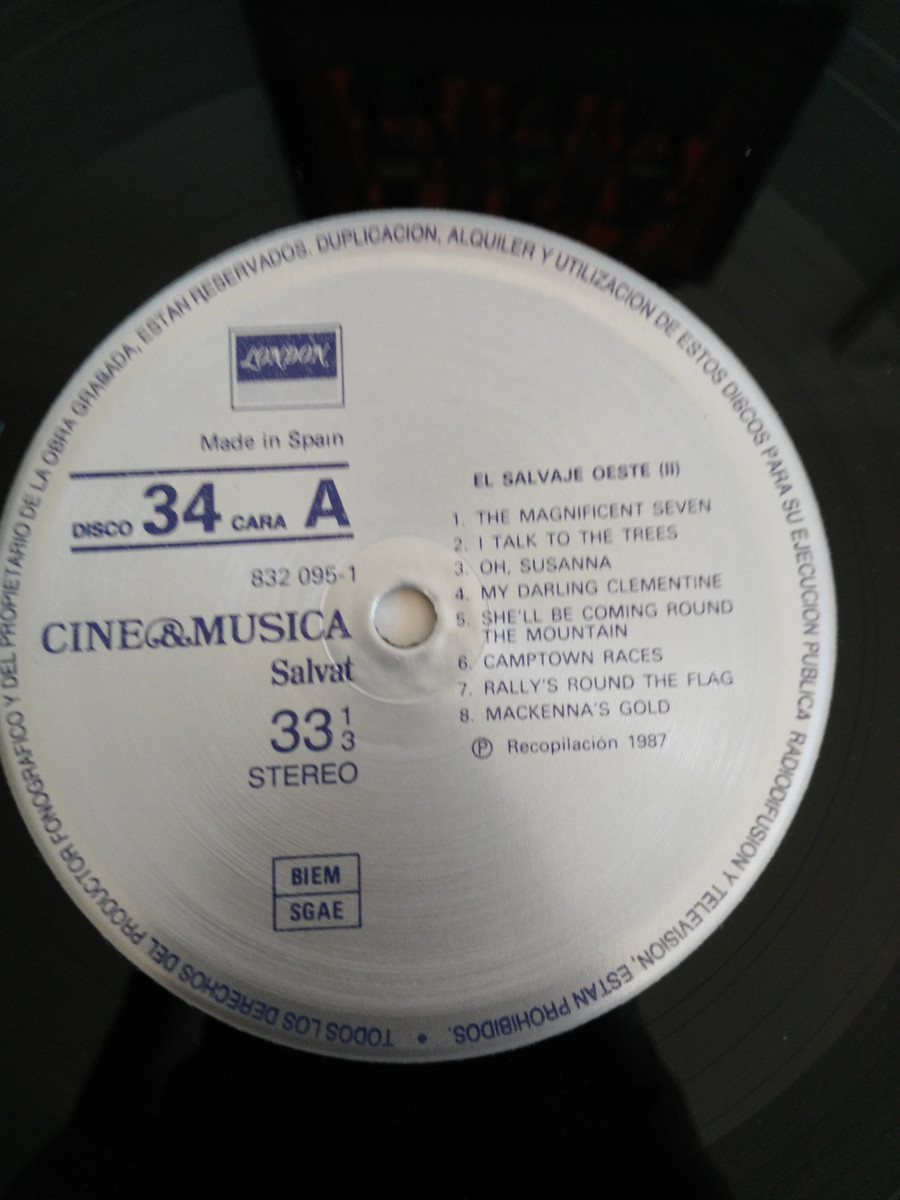 TODOS LOS DERECHOS DEL PRODUCTOR FONOGRAFICO Y DEL PROPIETARIO DE LA OBRA GRABADA, ESTAN RESERVADOS. DUPLICACION, ALQUILER Y UTILIZACION DE ESTOS DISCOS PARA SU EJECUCION PUBLICA RADIODIFUSION Y TELEVISION, ESTAN PROHIBIDOS. •
LONDON
Made in Spain
DISCO 34 CARA A
832 095-1
CINE&MUSICA
Salvat
33 1/3
STEREO
BIEM
SGAE
EL SALVAJE OESTE (II)
1. THE MAGNIFICENT SEVEN
2. I TALK TO THE TREES
3. OH, SUSANNA
4. MY DARLING CLEMENTINE
5. SHE'LL BE COMING ROUND
THE MOUNTAIN
6. CAMPTOWN RACES
7. RALLY'S ROUND THE FLAG
8. MACKENNA'S GOLD
Ⓟ Recopilación 1987